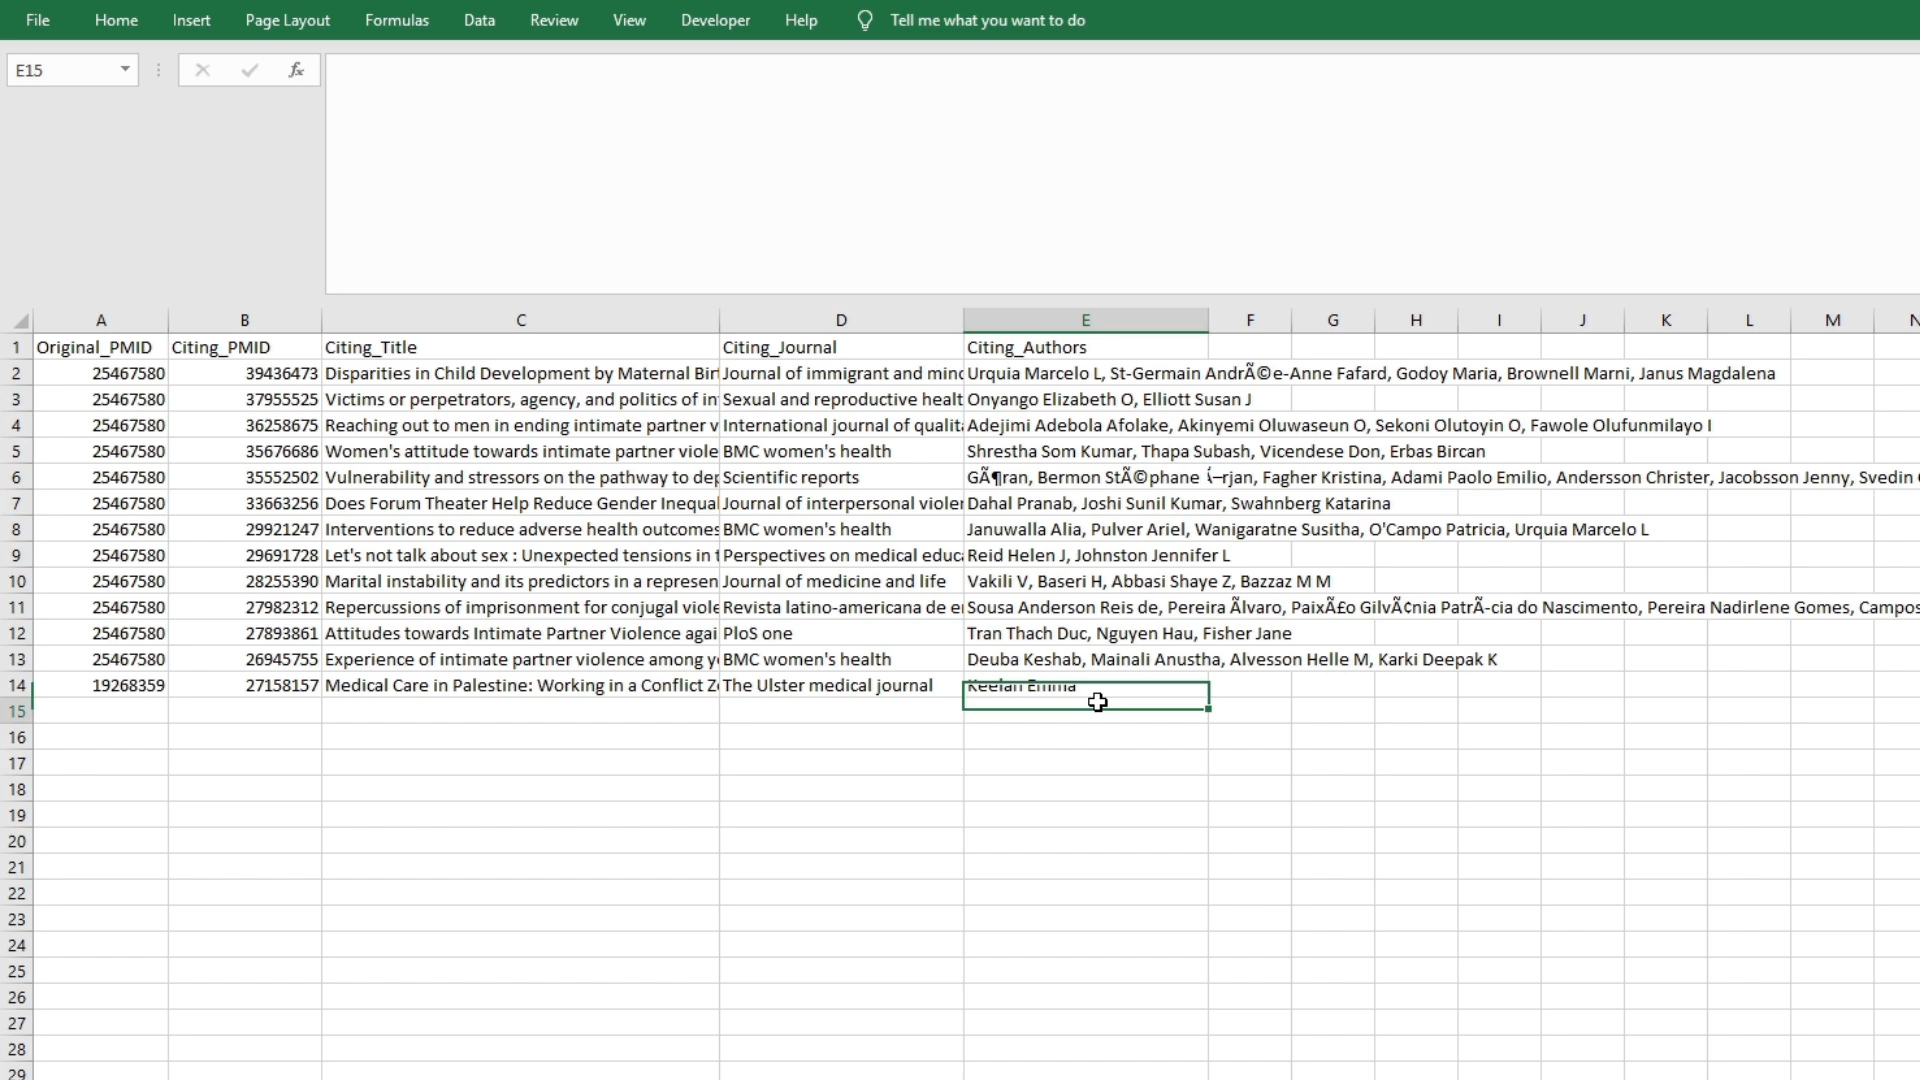 File Home Insert Page Layout Formulas Data Review View Developer Help Tell me what you want to do
E15 fx
A B C D E F G H I J K L M N
1 Original_PMID Citing_PMID Citing_Title Citing_Journal Citing_Authors
2 25467580 39436473 Disparities in Child Development by Maternal Bir Journal of immigrant and mino Urquia Marcelo L, St-Germain AndrÃ©e-Anne Fafard, Godoy Maria, Brownell Marni, Janus Magdalena
3 25467580 37955525 Victims or perpetrators, agency, and politics of in Sexual and reproductive healt Onyango Elizabeth O, Elliott Susan J
4 25467580 36258675 Reaching out to men in ending intimate partner v International journal of qualita Adejimi Adebola Afolake, Akinyemi Oluwaseun O, Sekoni Olutoyin O, Fawole Olufunmilayo I
5 25467580 35676686 Women's attitude towards intimate partner viole BMC women's health Shrestha Som Kumar, Thapa Subash, Vicendese Don, Erbas Bircan
6 25467580 35552502 Vulnerability and stressors on the pathway to dep Scientific reports GÃ¶ran, Bermon StÃ©phane rjan, Fagher Kristina, Adami Paolo Emilio, Andersson Christer, Jacobsson Jenny, Svedin
7 25467580 33663256 Does Forum Theater Help Reduce Gender Inequal Journal of interpersonal violen Dahal Pranab, Joshi Sunil Kumar, Swahnberg Katarina
8 25467580 29921247 Interventions to reduce adverse health outcomes BMC women's health Januwalla Alia, Pulver Ariel, Wanigaratne Susitha, O'Campo Patricia, Urquia Marcelo L
9 25467580 29691728 Let's not talk about sex : Unexpected tensions in t Perspectives on medical educa Reid Helen J, Johnston Jennifer L
10 25467580 28255390 Marital instability and its predictors in a represen Journal of medicine and life Vakili V, Baseri H, Abbasi Shaye Z, Bazzaz M M
11 25467580 27982312 Repercussions of imprisonment for conjugal viole Revista latino-americana de e Sousa Anderson Reis de, Pereira Ãlvaro, PaixÃ£o GilvÃ¢nia PatrÃ-cia do Nascimento, Pereira Nadirlene Gomes, Campos
12 25467580 27893861 Attitudes towards Intimate Partner Violence agai PloS one Tran Thach Duc, Nguyen Hau, Fisher Jane
13 25467580 26945755 Experience of intimate partner violence among y BMC women's health Deuba Keshab, Mainali Anustha, Alvesson Helle M, Karki Deepak K
14 19268359 27158157 Medical Care in Palestine: Working in a Conflict Z The Ulster medical journal Keelan Emma
15
16
17
18
19
20
21
22
23
24
25
26
27
28
29